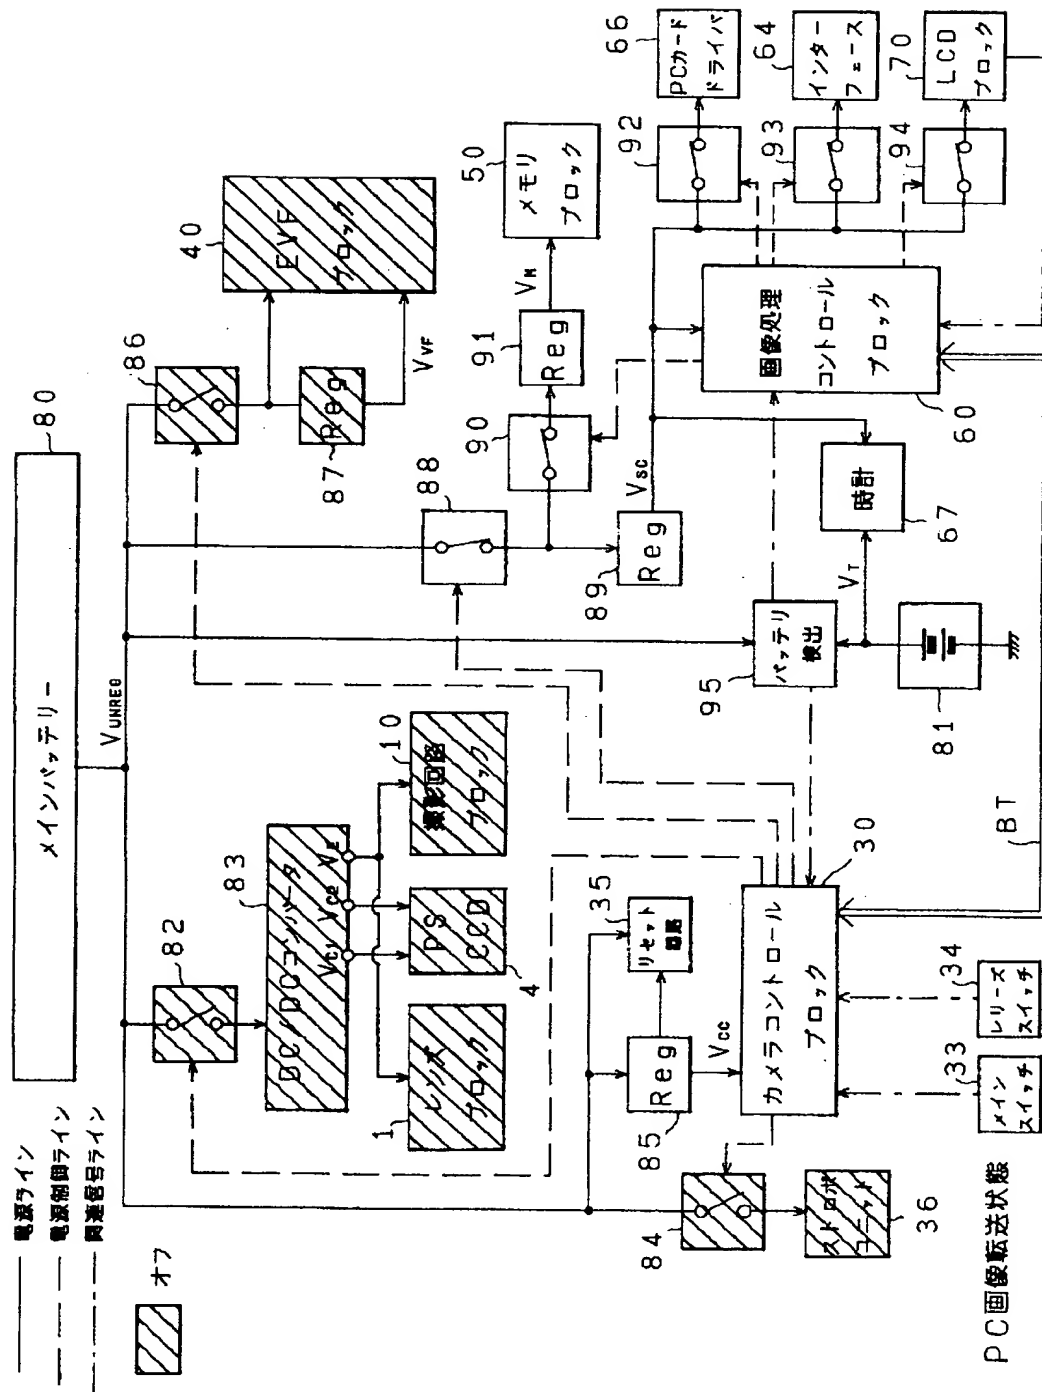 電源ライン
電源制御ライン
関連信号ライン
オフ
メインバッテリー
80
VUNREG
82
DC/DCコンバータ
83
VC1
VC2
VE
レンズ
ブロック
1
PS
CCD
4
撮影回路
ブロック
10
86
Reg
87
VVF
EVF
ブロック
40
88
Reg
89
90
Reg
91
VM
メモリ
ブロック
50
VSC
84
ストロボ
ユニット
36
Reg
85
VCC
リセット
回路
35
カメラコントロール
ブロック
30
バッテリ
検出
95
VT
81
時計
67
画像処理
コントロール
ブロック
60
92
PCカード
ドライバ
66
93
インター
フェース
64
94
LCD
ブロック
70
BT
メイン
スイッチ
33
レリーズ
スイッチ
34
PC画像転送状態